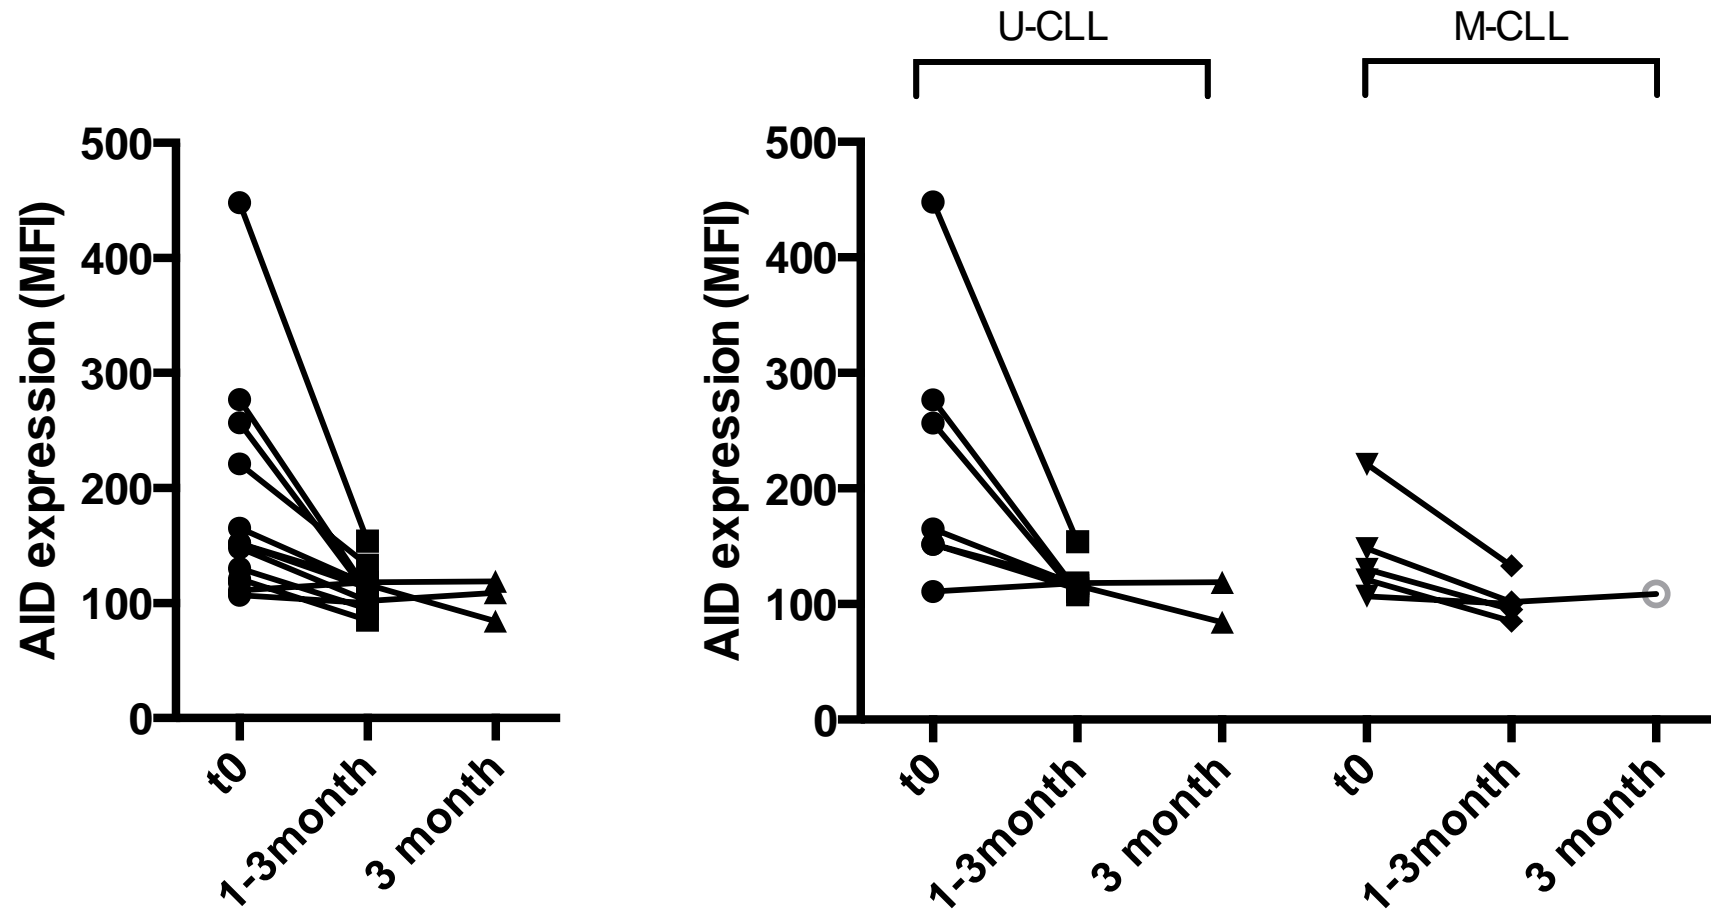 U-CLL
M-CLL
AID expression (MFI)
500
400
300
200
100
0
t0
1-3month
3 month
AID expression (MFI)
500
400
300
200
100
0
t0
1-3month
3 month
t0
1-3month
3 month